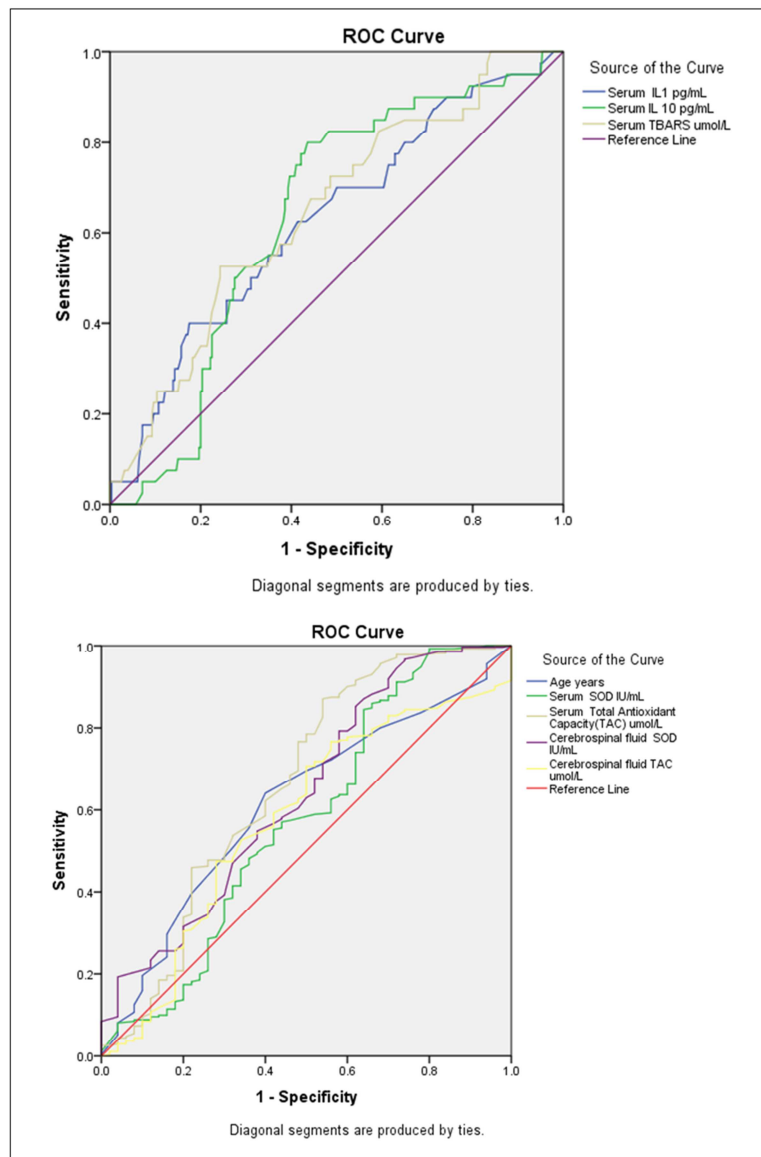 ROC Curve
Source of the Curve
Serum IL1 pg/mL
Serum IL 10 pg/mL
Serum TBARS umol/L
Reference Line
Sensitivity
1.0
0.8
0.6
0.4
0.2
0.0
0.0 0.2 0.4 0.6 0.8 1.0
1 - Specificity
Diagonal segments are produced by ties.
ROC Curve
Source of the Curve
Age years
Serum SOD IU/mL
Serum Total Antioxidant
Capacity(TAC) umol/L
Cerebrospinal fluid SOD
IU/mL
Cerebrospinal fluid TAC
umol/L
Reference Line
Sensitivity
1.0
0.8
0.6
0.4
0.2
0.0
0.0 0.2 0.4 0.6 0.8 1.0
1 - Specificity
Diagonal segments are produced by ties.